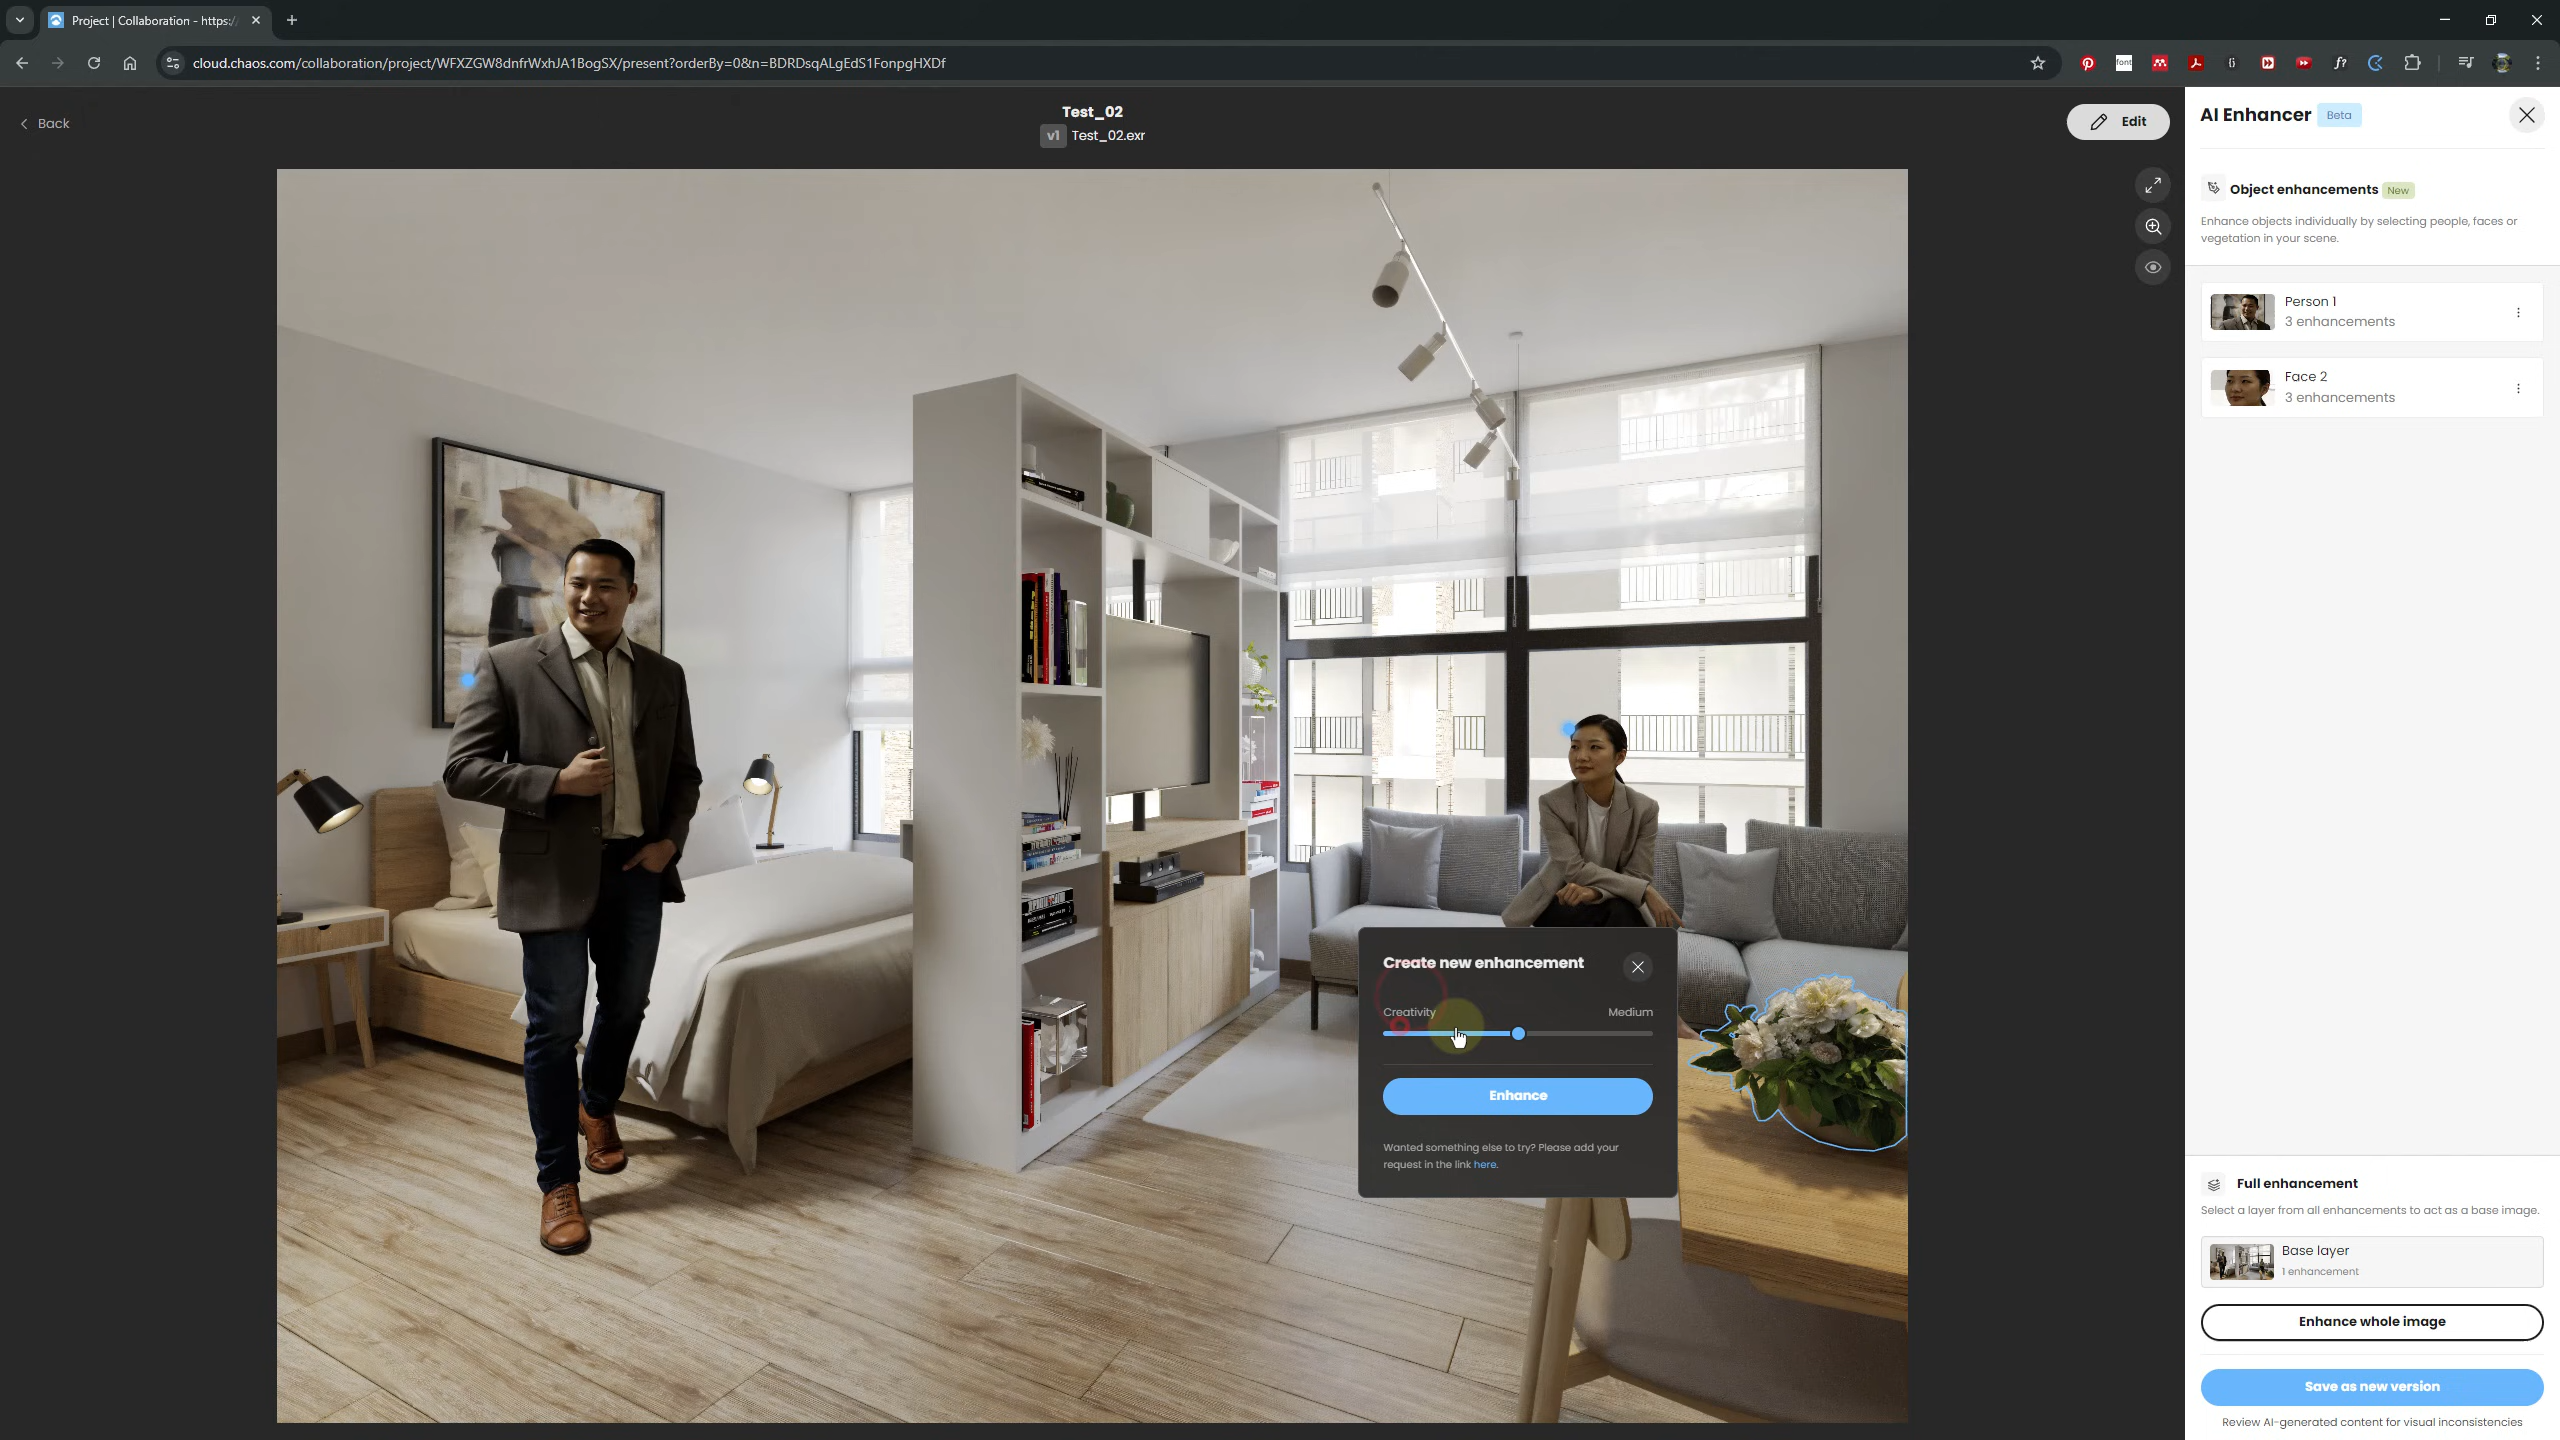 Project | Collaboration - https:/
cloud.chaos.com/collaboration/project/WFXZGW8dnfrWxhJA1BogSX/present?orderBy=0&n=BDRDsqALgEdS1FonpgHXDf
font
f?
Back
Test_02
v1 Test_02.exr
Edit
AI Enhancer Beta
Object enhancements New
Enhance objects individually by selecting people, faces or
vegetation in your scene.
Person 1
3 enhancements
Face 2
3 enhancements
Create new enhancement
Creativity Medium
Enhance
Wanted something else to try? Please add your
request in the link here.
Full enhancement
Select a layer from all enhancements to act as a base image.
Base layer
1 enhancement
Enhance whole image
Save as new version
Review AI-generated content for visual inconsistencies